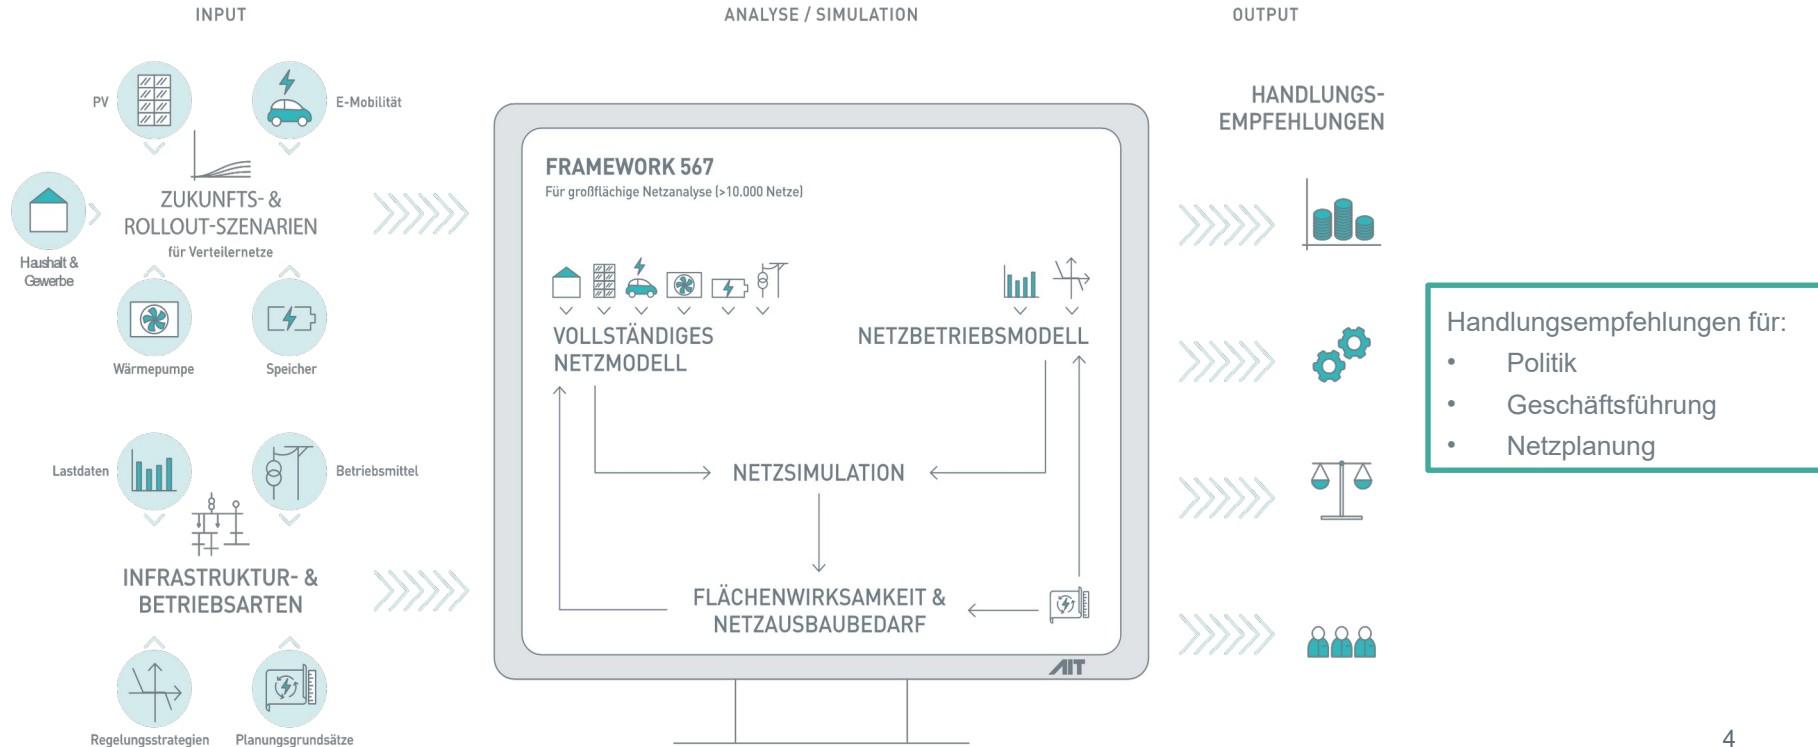 INPUT
ANALYSE / SIMULATION
OUTPUT
PV
E-Mobilität
ZUKUNFTS- &
ROLLOUT-SZENARIEN
für Verteilernetze
Haushalt &
Gewerbe
Wärmepumpe
Speicher
Lastdaten
Betriebsmittel
INFRASTRUKTUR- &
BETRIEBSARTEN
Regelungsstrategien
Planungsgrundsätze
FRAMEWORK 567
Für großflächige Netzanalyse (>10.000 Netze)
VOLLSTÄNDIGES
NETZMODELL
NETZBETRIEBSMODELL
NETZSIMULATION
FLÄCHENWIRKSAMKEIT &
NETZAUSBAUBEDARF
AIT
HANDLUNGS-
EMPFEHLUNGEN
Handlungsempfehlungen für:
• Politik
• Geschäftsführung
• Netzplanung
4